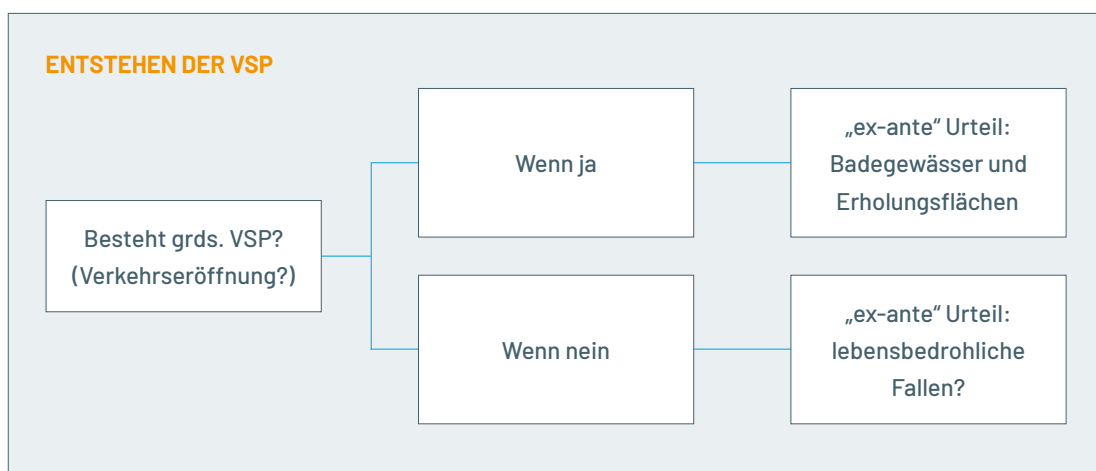 ENTSTEHEN DER VSP
Besteht grds. VSP?
(Verkehrseröffnung?)
Wenn ja
„ex-ante“ Urteil:
Badegewässer und
Erholungsflächen
Wenn nein
„ex-ante“ Urteil:
lebensbedrohliche
Fallen?